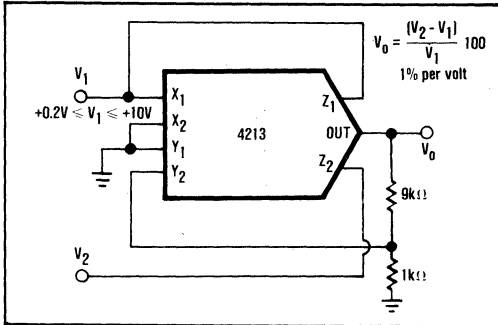 V₀ = (V₂ - V₁) / V₁ 100
1% per volt
V₁
+0.2V ≤ V₁ ≤ +10V
X₁
X₂
Y₁
Y₂
4213
Z₁
OUT
Z₂
V₀
9kΩ
1kΩ
V₂